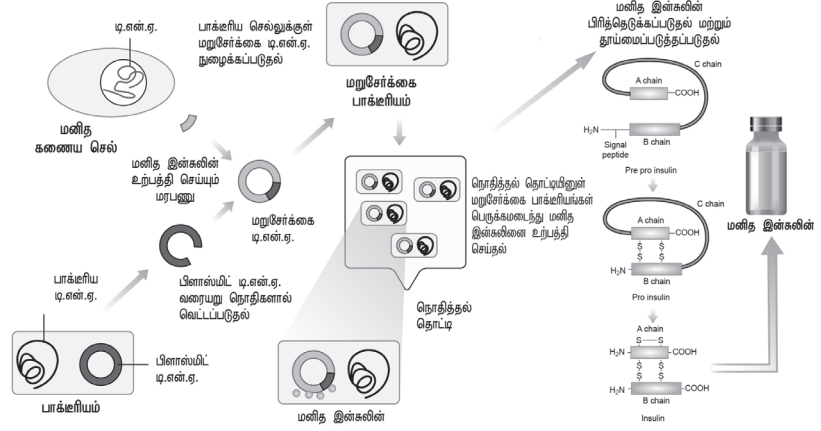 டி.என்.ஏ.
மனித
கணைய செல்
பாக்டீரிய செல்லுக்குள்
மறுசேர்க்கை டி.என்.ஏ.
நுழைக்கப்படுதல்
மனித இன்சுலின்
உற்பத்தி செய்யும்
மரபணு
மறுசேர்க்கை
டி.என்.ஏ.
பாக்டீரிய
டி.என்.ஏ.
பிளாஸ்மிட் டி.என்.ஏ.
வரையறு நொதிகளால்
வெட்டப்படுதல்
பிளாஸ்மிட்
டி.என்.ஏ.
பாக்டீரியம்
மறுசேர்க்கை
பாக்டீரியம்
நொதித்தல் தொட்டியினுள்
மறுசேர்க்கை பாக்டீரியங்கள்
பெருக்கமடைந்து மனித
இன்சுலினை உற்பத்தி
செய்தல்
நொதித்தல்
தொட்டி
மனித இன்சுலின்
மனித இன்சுலின்
பிரித்தெடுக்கப்படுதல் மற்றும்
தூய்மைப்படுத்தப்படுதல்
C chain
A chain
COOH
H₂N
Signal
peptide
B chain
Pre pro insulin
C chain
A chain
COOH
S S
S S
H₂N
B chain
Pro insulin
A chain
S S
H₂N COOH
S S
S S
H₂N COOH
B chain
Insulin
மனித இன்சுலின்